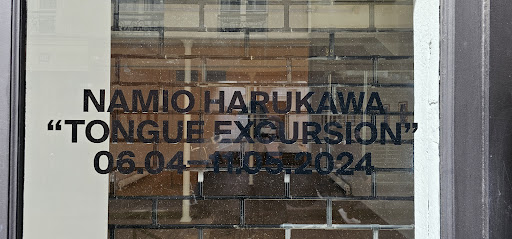 NAMIO HARUKAWA
“TONGUE EXCURSION”
06.04–11.05.2024